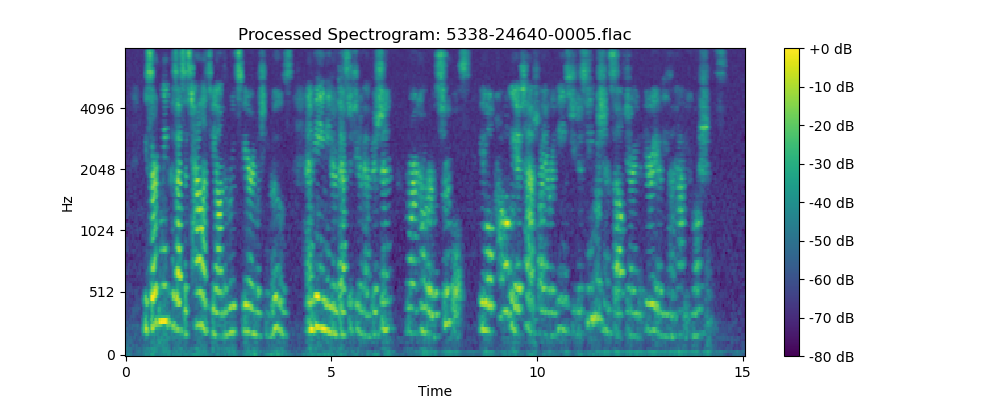 Processed Spectrogram: 5338-24640-0005.flac
Hz
4096
2048
1024
512
0
0 5 10 15
Time
+0 dB
-10 dB
-20 dB
-30 dB
-40 dB
-50 dB
-60 dB
-70 dB
-80 dB